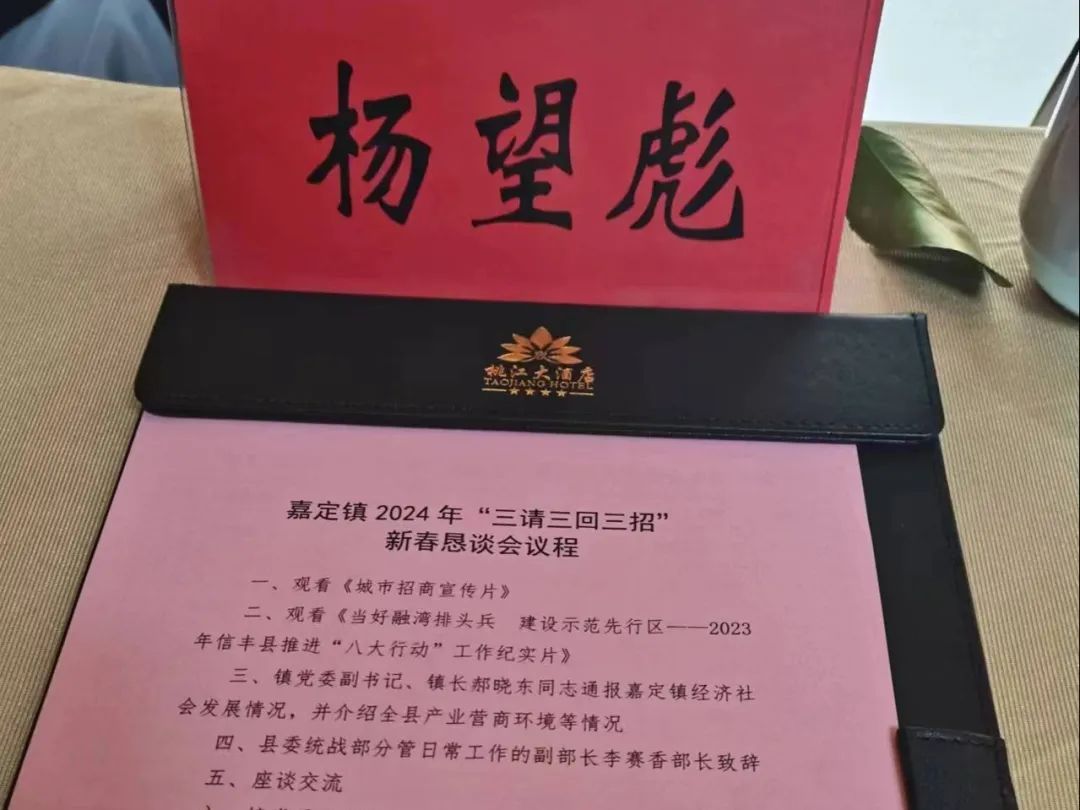 杨望彪
桃江大酒店
TAOJIANG HOTEL
嘉定镇 2024 年“三请三回三招”
新春恳谈会议程
一、观看《城市招商宣传片》
二、观看《当好融湾排头兵 建设示范先行区——2023
年信丰县推进“八大行动”工作纪实片》
三、镇党委副书记、镇长郝晓东同志通报嘉定镇经济社
会发展情况，并介绍全县产业营商环境等情况
四、县委统战部分管日常工作的副部长李赛香部长致辞
五、座谈交流